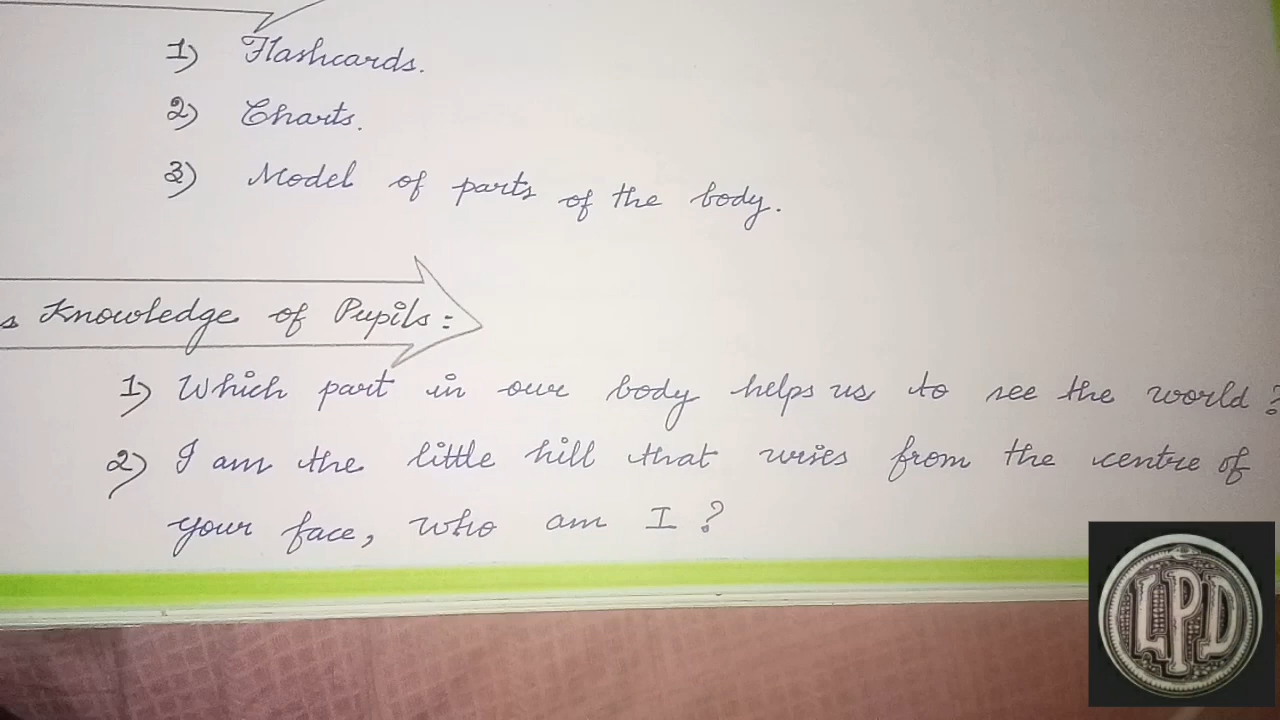 1) Flashcards.
2) Charts.
3) Model of parts of the body.
s Knowledge of Pupils:
1) Which part in our body helps us to see the world?
2) I am the little hill that wries from the centre of
your face, who am I?
LPD